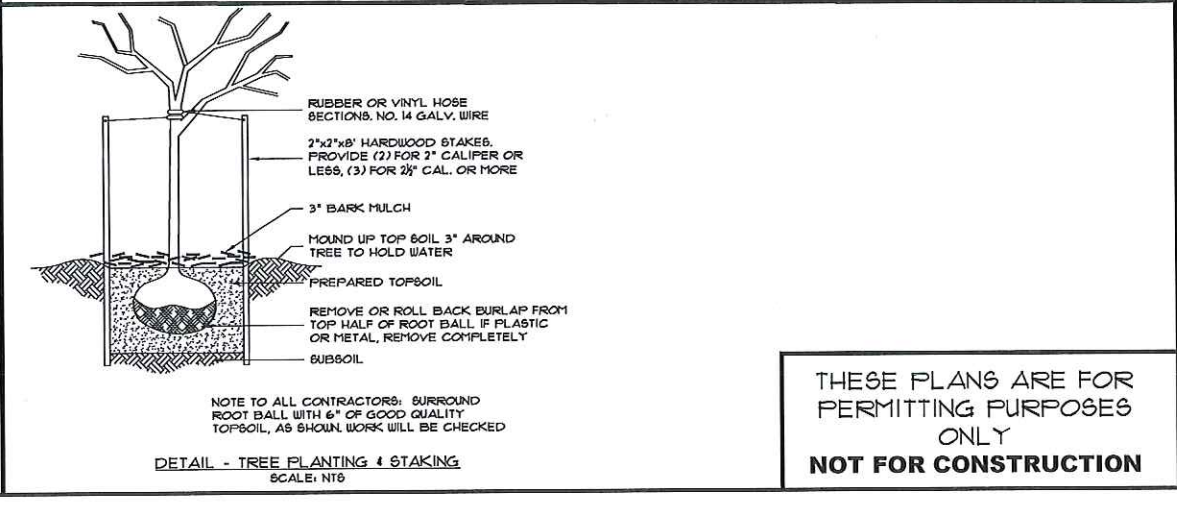 RUBBER OR VINYL HOSE
SECTIONS. NO. 14 GALV. WIRE
2"x2"x8' HARDWOOD STAKES.
PROVIDE (2) FOR 2" CALIPER OR
LESS, (3) FOR 2½" CAL. OR MORE
3" BARK MULCH
MOUND UP TOP SOIL 3" AROUND
TREE TO HOLD WATER
PREPARED TOPSOIL
REMOVE OR ROLL BACK BURLAP FROM
TOP HALF OF ROOT BALL IF PLASTIC
OR METAL, REMOVE COMPLETELY
SUBSOIL
NOTE TO ALL CONTRACTORS: SURROUND
ROOT BALL WITH 6" OF GOOD QUALITY
TOPSOIL, AS SHOWN. WORK WILL BE CHECKED
DETAIL - TREE PLANTING & STAKING
SCALE: NTS
THESE PLANS ARE FOR
PERMITTING PURPOSES
ONLY
NOT FOR CONSTRUCTION